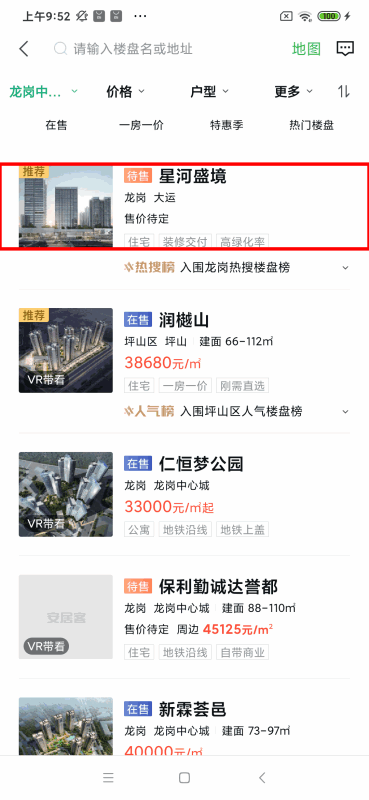 上午9:52 ···
100
请输入楼盘名或地址 地图
龙岗中... 价格 户型 更多
在售 一房一价 特惠季 热门楼盘
推荐
待售 星河盛境
龙岗 大运
售价待定
住宅 装修交付 高绿化率
热搜榜 入围龙岗热搜楼盘榜
推荐
在售 润樾山
坪山区 坪山 建面 66-112㎡
38680元/㎡
VR带看
住宅 一房一价 刚需直选
人气榜 入围坪山区人气楼盘榜
在售 仁恒梦公园
龙岗 龙岗中心城
33000元/㎡起
VR带看
公寓 地铁沿线 地铁上盖
待售 保利勤诚达誉都
龙岗 龙岗中心城 建面 88-110㎡
安居客
售价待定 周边 45125元/m²
VR带看
住宅 地铁沿线 自带商业
在售 新霖荟邑
龙岗 龙岗中心城 建面 73-97㎡
40000元/㎡